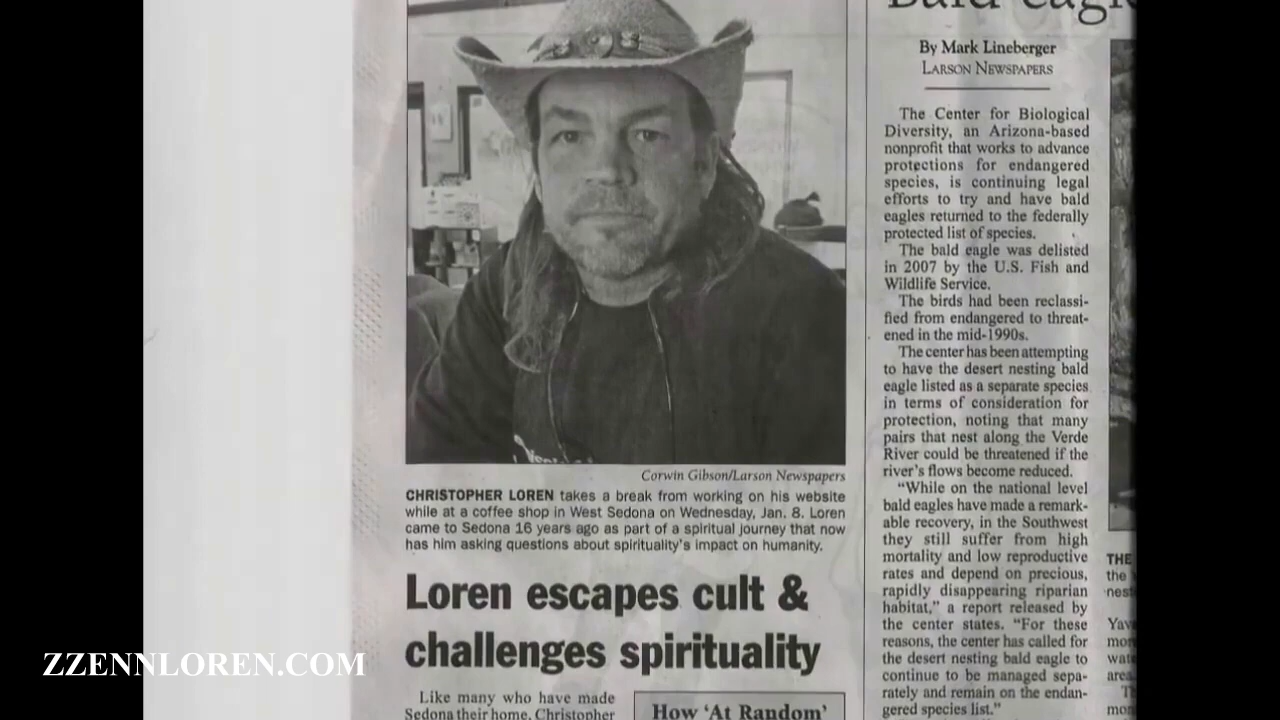 Corwin Gibson/Larson Newspapers
CHRISTOPHER LOREN takes a break from working on his website
while at a coffee shop in West Sedona on Wednesday, Jan. 8. Loren
came to Sedona 16 years ago as part of a spiritual journey that now
has him asking questions about spirituality's impact on humanity.
Loren escapes cult &
challenges spirituality
Like many who have made
Sedona their home, Christopher
How 'At Random'
Bald eagle
By Mark Lineberger
LARSON NEWSPAPERS
The Center for Biological
Diversity, an Arizona-based
nonprofit that works to advance
protections for endangered
species, is continuing legal
efforts to try and have bald
eagles returned to the federally
protected list of species.
The bald eagle was delisted
in 2007 by the U.S. Fish and
Wildlife Service.
The birds had been reclassi-
fied from endangered to threat-
ened in the mid-1990s.
The center has been attempting
to have the desert nesting bald
eagle listed as a separate species
in terms of consideration for
protection, noting that many
pairs that nest along the Verde
River could be threatened if the
river's flows become reduced.
"While on the national level
bald eagles have made a remark-
able recovery, in the Southwest
they still suffer from high
mortality and low reproductive
rates and depend on precious,
rapidly disappearing riparian
habitat," a report released by
the center states. "For these
reasons, the center has called for
the desert nesting bald eagle to
continue to be managed sepa-
rately and remain on the endan-
gered species list."
THE
the
nest
Yava
more
wate
area
Th
mon
ZZENNLOREN.COM